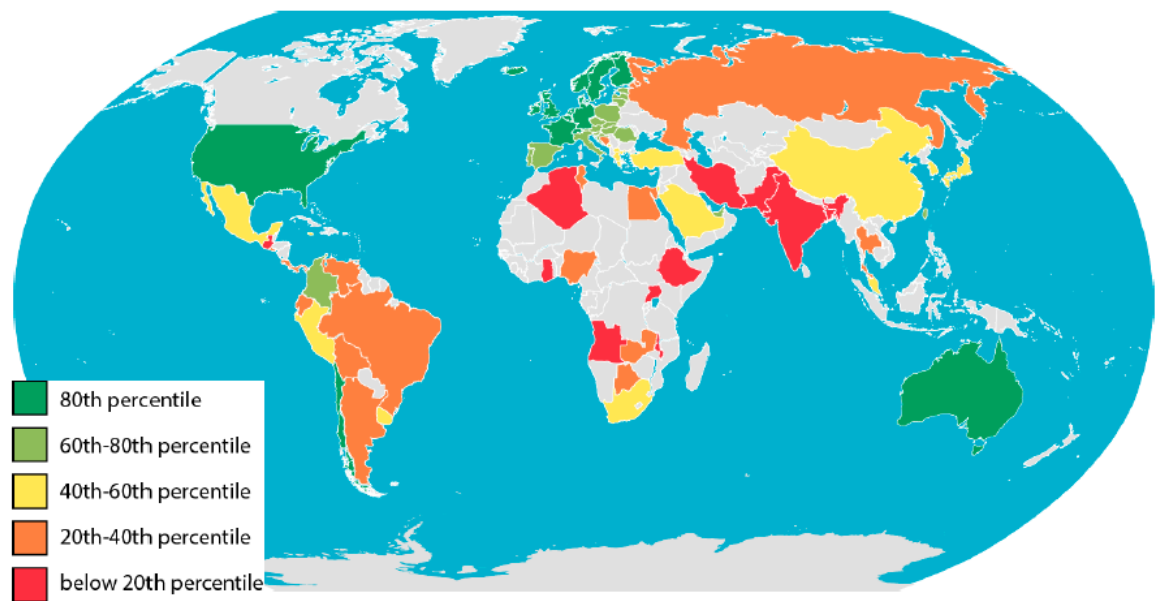 80th percentile
60th-80th percentile
40th-60th percentile
20th-40th percentile
below 20th percentile